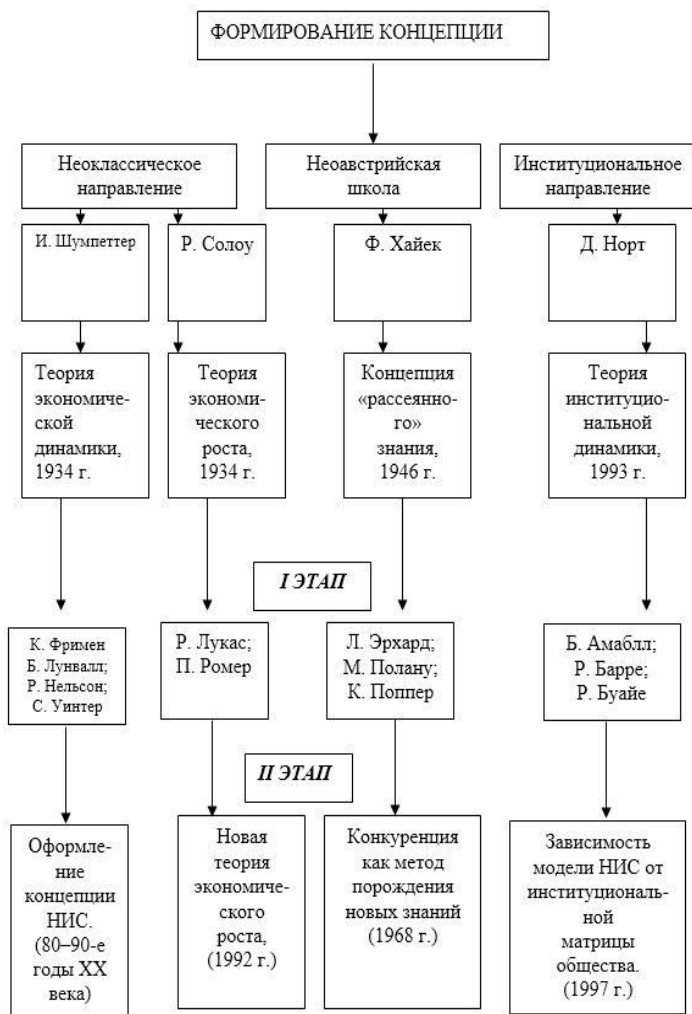 ФОРМИРОВАНИЕ КОНЦЕПЦИИ
Неоклассическое
направление
Неоавстрийская
школа
Институциональное
направление
И. Шумпеттер
Р. Солоу
Ф. Хайек
Д. Норт
Теория
экономиче-
ской
динамики,
1934 г.
Теория
экономи-
ческого
роста,
1934 г.
Концепция
«рассеянно-
го»
знания,
1946 г.
Теория
институцио-
нальной
динамики,
1993 г.
I ЭТАП
К. Фримен
Б. Лунвалл;
Р. Нельсон;
С. Уинтер
Р. Лукас;
П. Ромер
Л. Эрхард;
М. Полану;
К. Поппер
Б. Амаблл;
Р. Барре;
Р. Буайе
II ЭТАП
Оформле-
ние
концепции
НИС.
(80–90-е
годы XX
века)
Новая
теория
экономиче-
ского
роста,
(1992 г.)
Конкуренция
как метод
порождения
новых знаний
(1968 г.)
Зависимость
модели НИС от
институциональ-
ной
матрицы
общества.
(1997 г.)